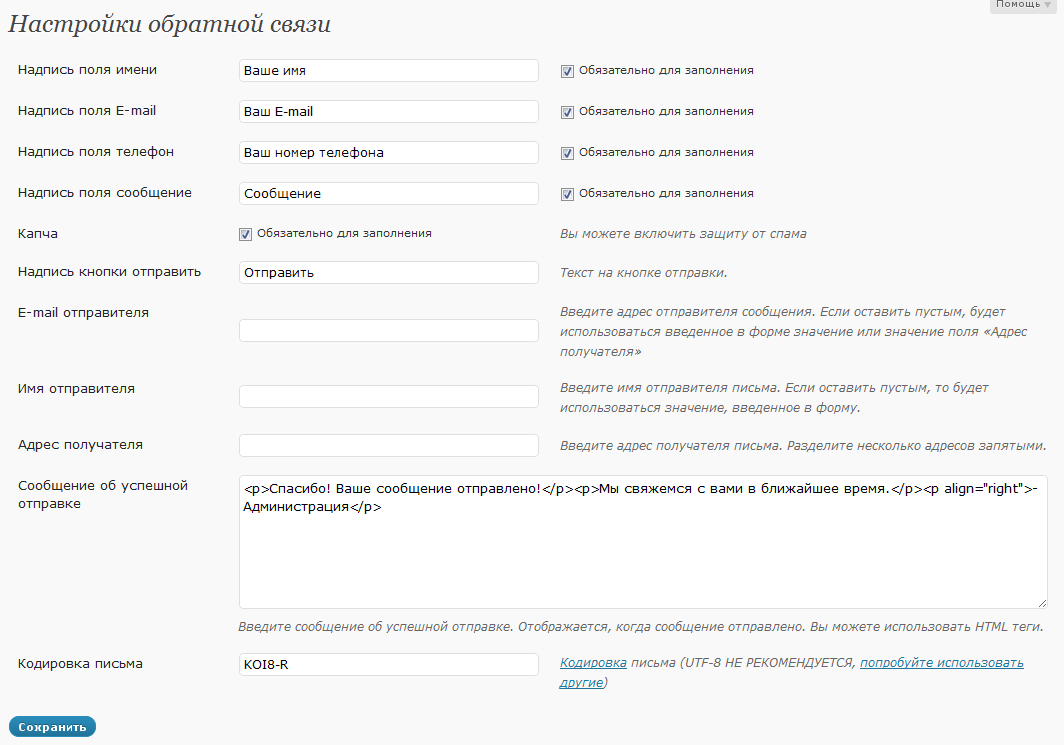 Помощь
Настройки обратной связи
Надпись поля имени
Ваше имя
Обязательно для заполнения
Надпись поля E-mail
Ваш E-mail
Обязательно для заполнения
Надпись поля телефон
Ваш номер телефона
Обязательно для заполнения
Надпись поля сообщение
Сообщение
Обязательно для заполнения
Капча
Обязательно для заполнения
Вы можете включить защиту от спама
Надпись кнопки отправить
Отправить
Текст на кнопке отправки.
E-mail отправителя
Введите адрес отправителя сообщения. Если оставить пустым, будет
использоваться введенное в форме значение или значение поля «Адрес
получателя»
Имя отправителя
Введите имя отправителя письма. Если оставить пустым, то будет
использоваться значение, введенное в форму.
Адрес получателя
Введите адрес получателя письма. Разделите несколько адресов запятыми.
Сообщение об успешной
отправке
<p>Спасибо! Ваше сообщение отправлено!</p><p>Мы свяжемся с вами в ближайшее время.</p><p align="right">-
Администрация</p>
Введите сообщение об успешной отправке. Отображается, когда сообщение отправлено. Вы можете использовать HTML теги.
Кодировка письма
KOI8-R
Кодировка письма (UTF-8 НЕ РЕКОМЕНДУЕТСЯ, попробуйте использовать
другие)
Сохранить